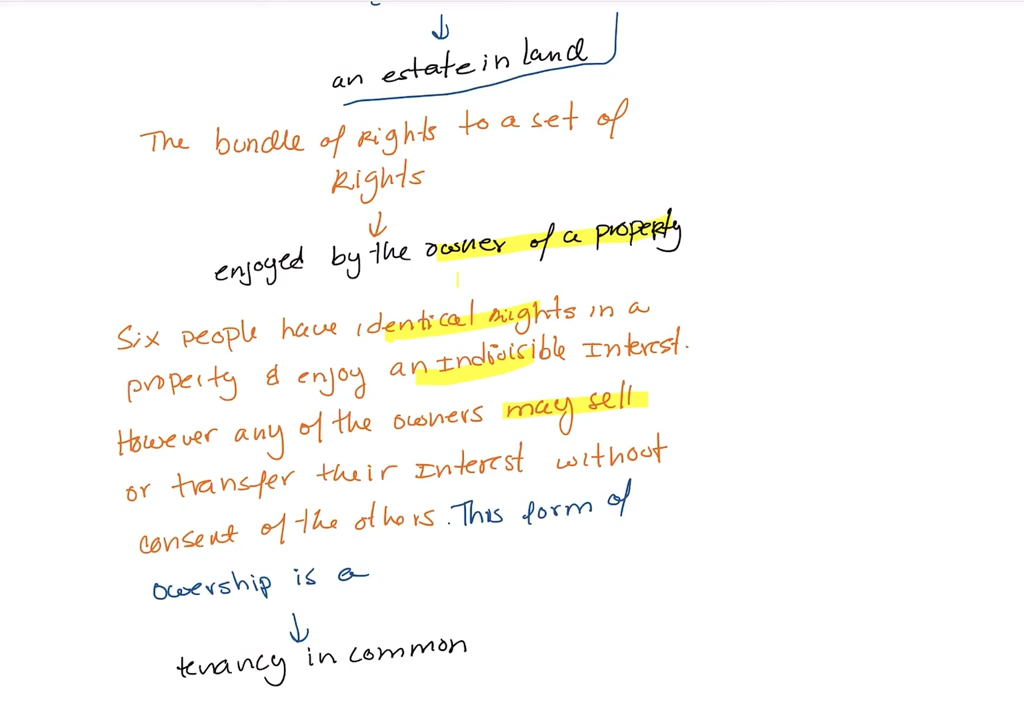 an estate in land
The bundle of Rights to a set of
Rights
enjoyed by the owner of a property
Six people have identical rights in a
property & enjoy an Indivisible Interest.
However any of the owners may sell
or transfer their Interest without
consent of the others. This form of
owership is a
tenancy in common